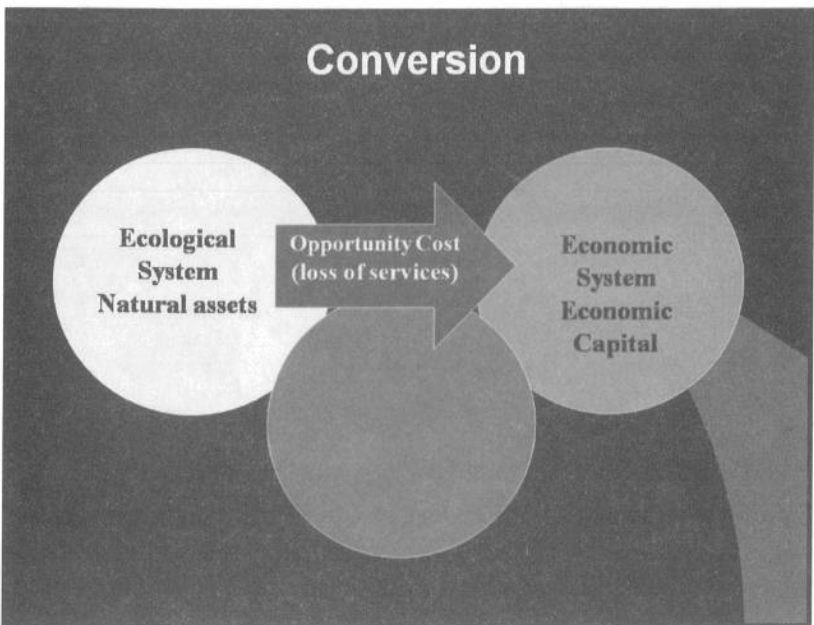 Conversion
Ecological
System
Natural assets
Opportunity Cost
(loss of services)
Economic
System
Economic
Capital